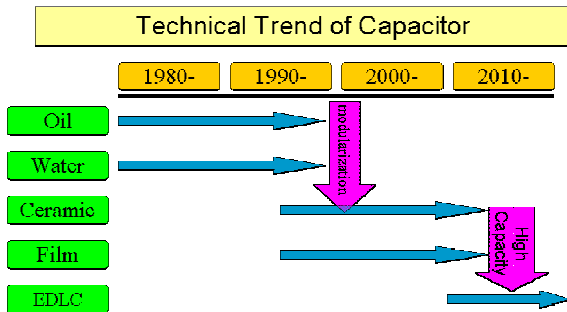 Technical Trend of Capacitor
1980-
1990-
2000-
2010-
Oil
Water
modularization
Ceramic
Film
High
Capacity
EDLC